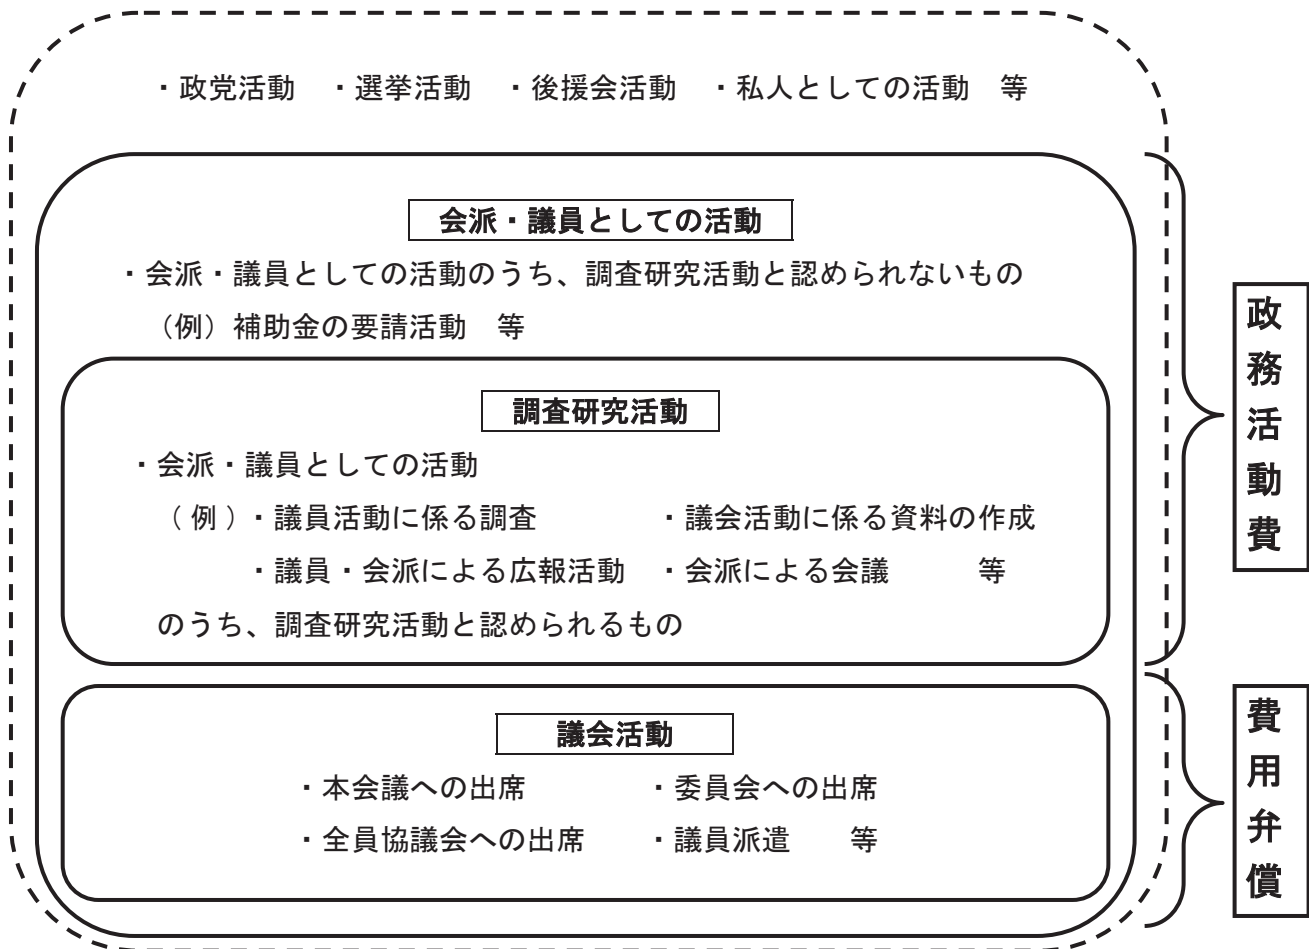 ・政党活動　・選挙活動　・後援会活動　・私人としての活動　等
会派・議員としての活動
・会派・議員としての活動のうち、調査研究活動と認められないもの
（例）補助金の要請活動　等
調査研究活動
・会派・議員としての活動
（例）・議員活動に係る調査　・議会活動に係る資料の作成
・議員・会派による広報活動　・会派による会議　等
のうち、調査研究活動と認められるもの
議会活動
・本会議への出席　・委員会への出席
・全員協議会への出席　・議員派遣　等
政務活動費
費用弁償